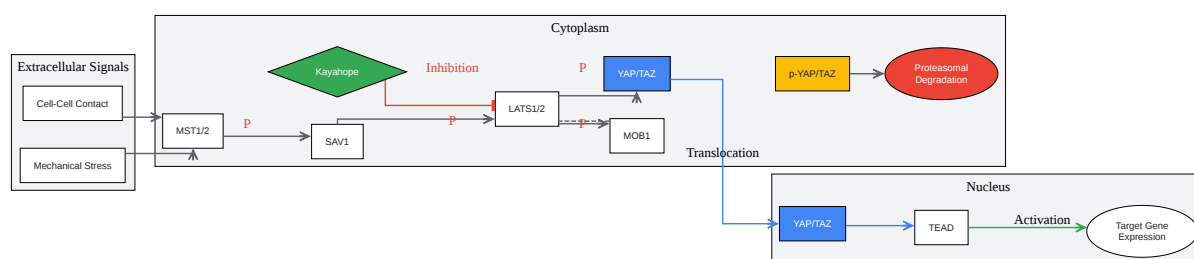 Cytoplasm
Extracellular Signals
Cell-Cell Contact
Mechanical Stress
MST1/2
P
SAV1
Kayahope
Inhibition
P
LATS1/2
P
P
YAP/TAZ
MOB1
p-YAP/TAZ
Proteasomal
Degradation
Translocation
Nucleus
YAP/TAZ
TEAD
Activation
Target Gene
Expression